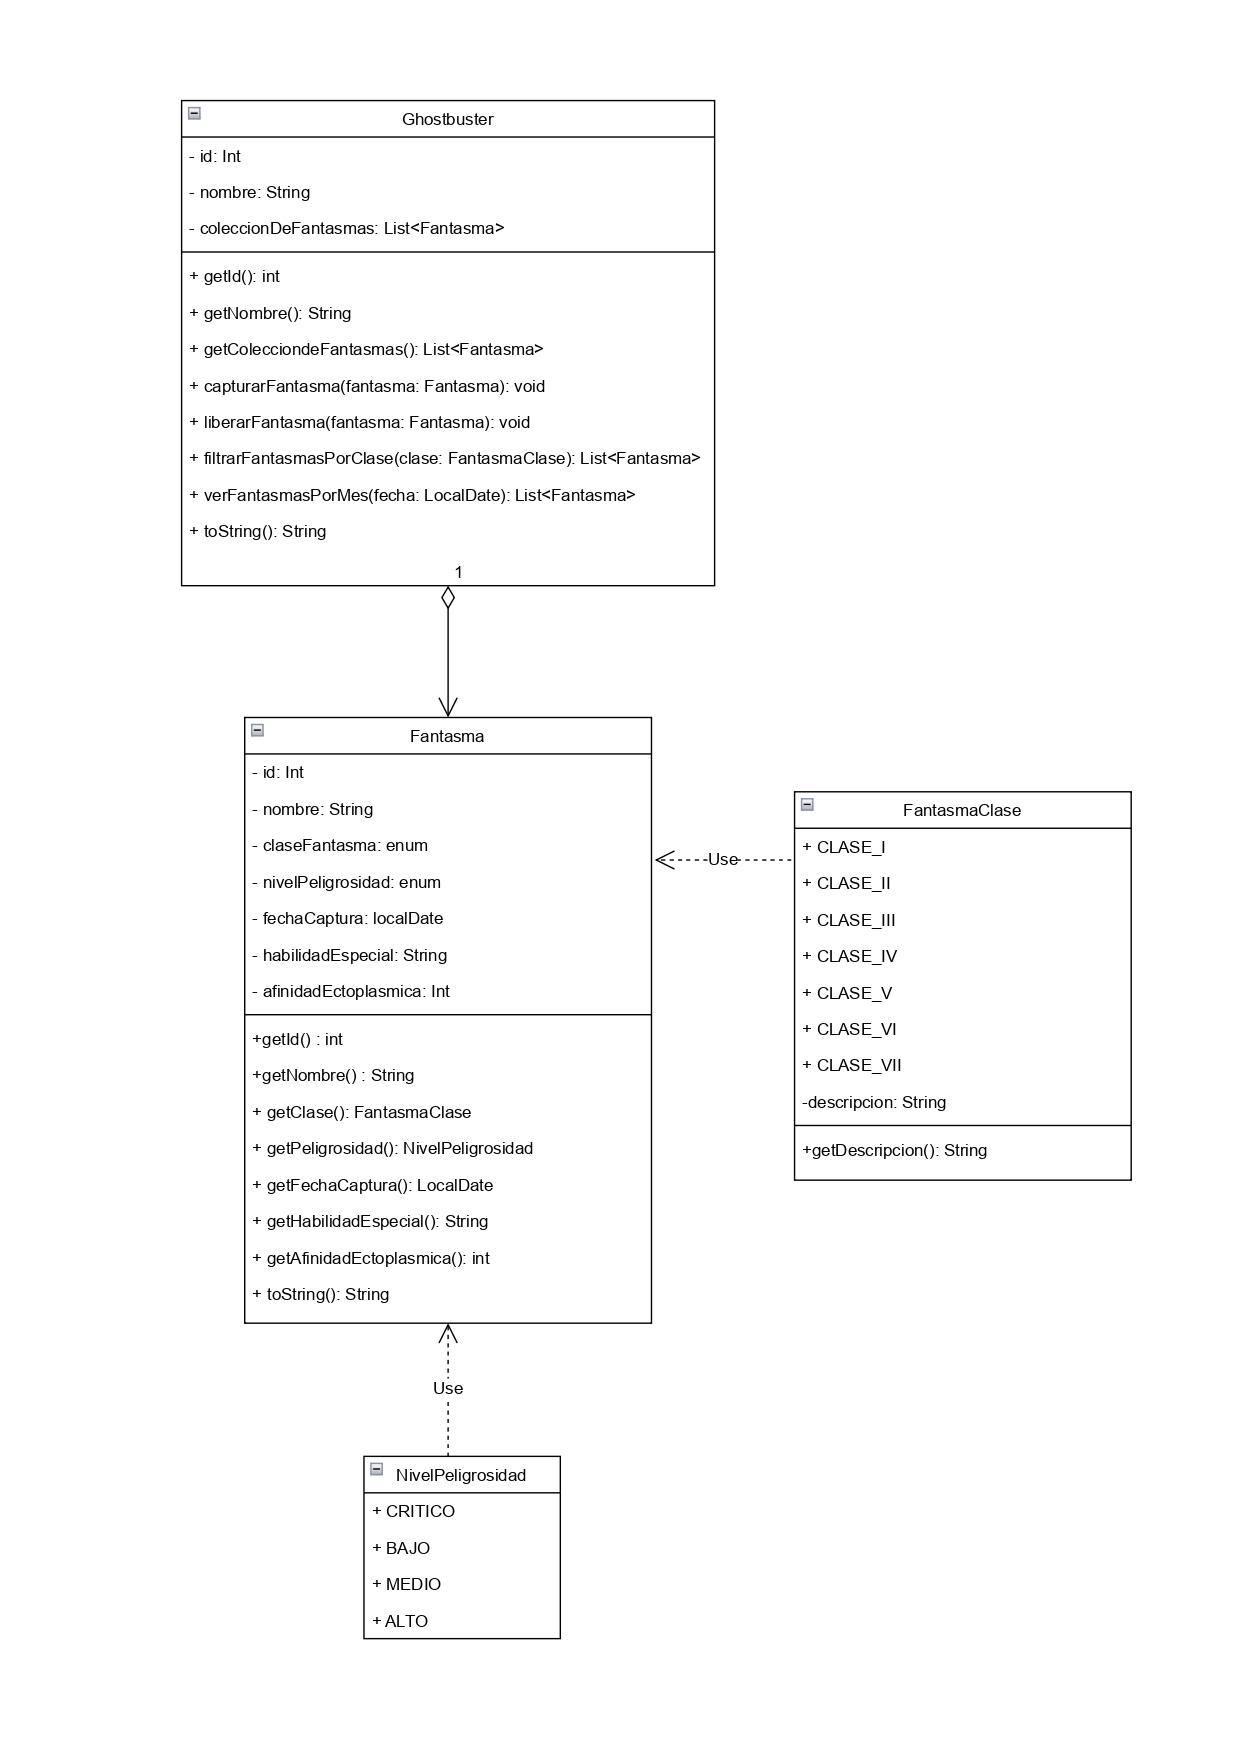 Ghostbuster
- id: Int
- nombre: String
- coleccionDeFantasmas: List<Fantasma>
+ getId(): int
+ getNombre(): String
+ getColecciondeFantasmas(): List<Fantasma>
+ capturarFantasma(fantasma: Fantasma): void
+ liberarFantasma(fantasma: Fantasma): void
+ filtrarFantasmasPorClase(clase: FantasmaClase): List<Fantasma>
+ verFantasmasPorMes(fecha: LocalDate): List<Fantasma>
+ toString(): String
1
Fantasma
- id: Int
- nombre: String
- claseFantasma: enum
- nivelPeligrosidad: enum
- fechaCaptura: localDate
- habilidadEspecial: String
- afinidadEctoplasmica: Int
+getId() : int
+getNombre() : String
+ getClase(): FantasmaClase
+ getPeligrosidad(): NivelPeligrosidad
+ getFechaCaptura(): LocalDate
+ getHabilidadEspecial(): String
+ getAfinidadEctoplasmica(): int
+ toString(): String
Use
FantasmaClase
+ CLASE_I
+ CLASE_II
+ CLASE_III
+ CLASE_IV
+ CLASE_V
+ CLASE_VI
+ CLASE_VII
-descripcion: String
+getDescripcion(): String
Use
NivelPeligrosidad
+ CRITICO
+ BAJO
+ MEDIO
+ ALTO